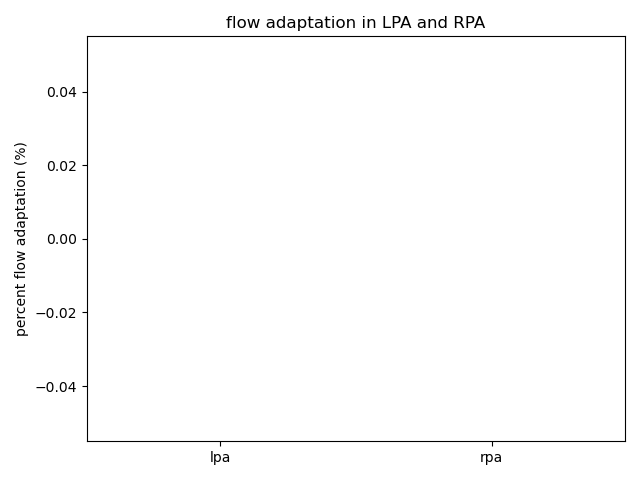 flow adaptation in LPA and RPA
percent flow adaptation (%)
0.04
0.02
0.00
−0.02
−0.04
lpa
rpa